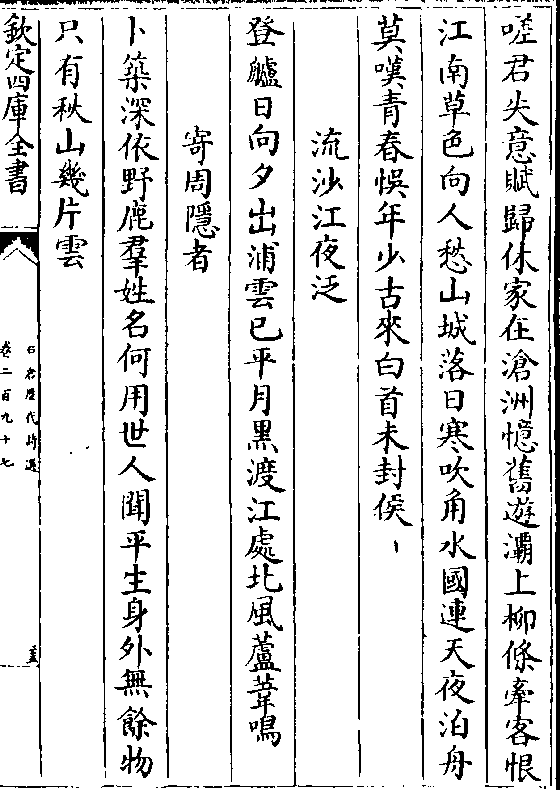 嗟君失意賦歸休家在滄洲憶舊遊灞上柳條牽客恨
江南草色向人愁山城落日寒吹角水國連天夜泊舟
莫嘆青春悞年少古來白首未封侯
流沙江夜泛
登艫日向夕出浦雲已平月黒渡江處北風蘆葦鳴
寄周隱者
卜築深依野鹿羣姓名何用世人聞平生身外無餘物
只有秋山幾片雲
欽定四庫全書
石倉歷代詩選
卷二百九十七